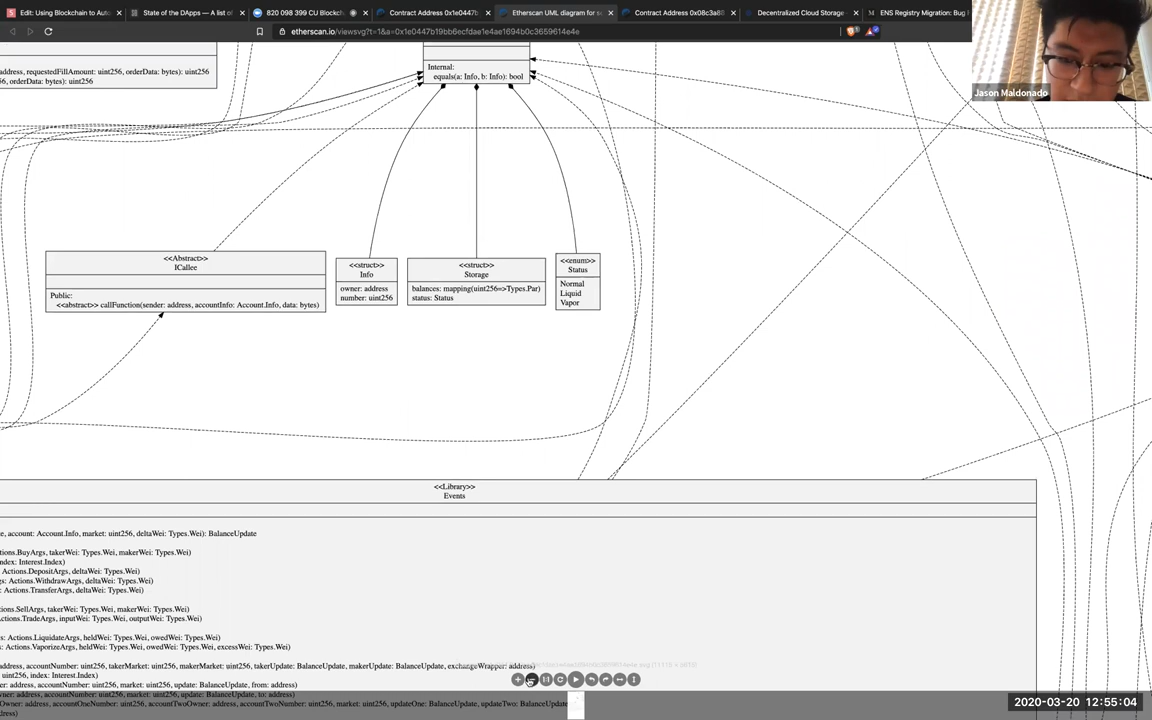 Edit: Using Blockchain to Auto
State of the DApps — A list of
820 098 399 CU Blockch
Contract Address 0x1e0447b
Etherscan UML diagram for s
Contract Address 0x08c3a88
Decentralized Cloud Storage
ENS Registry Migration: Bug
etherscan.io/viewsvg?t=1&a=0x1e0447b19bb6ecfdae1e4ae1694b0c3659614e4e
Jason Maldonado
address, requestedFillAmount: uint256, orderData: bytes): uint256
orderData: bytes): uint256
Internal:
equals(a: Info, b: Info): bool
<<Abstract>>
ICallee
Public:
<<abstract>> callFunction(sender: address, accountInfo: Account.Info, data: bytes)
<<struct>>
Info
owner: address
number: uint256
<<struct>>
Storage
balances: mapping(uint256=>Types.Par)
status: Status
<<enum>>
Status
Normal
Liquid
Vapor
<<Library>>
Events
account: Account.Info, market: uint256, deltaWei: Types.Wei): BalanceUpdate
tions.BuyArgs, takerWei: Types.Wei, makerWei: Types.Wei)
index: Interest.Index)
Actions.DepositArgs, deltaWei: Types.Wei)
Actions.WithdrawArgs, deltaWei: Types.Wei)
Actions.TransferArgs, deltaWei: Types.Wei)
tions.SellArgs, takerWei: Types.Wei, makerWei: Types.Wei)
ctions.TradeArgs, inputWei: Types.Wei, outputWei: Types.Wei)
Actions.LiquidateArgs, heldWei: Types.Wei, owedWei: Types.Wei)
Actions.VaporizeArgs, heldWei: Types.Wei, owedWei: Types.Wei, excessWei: Types.Wei)
address, accountNumber: uint256, takerMarket: uint256, makerMarket: uint256, takerUpdate: BalanceUpdate, makerUpdate: BalanceUpdate, exchangeWrapper: address)
uint256, index: Interest.Index)
address, accountNumber: uint256, market: uint256, update: BalanceUpdate, from: address)
wner: address, accountNumber: uint256, market: uint256, update: BalanceUpdate, to: address)
Owner: address, accountOneNumber: uint256, accountTwoOwner: address, accountTwoNumber: uint256, market: uint256, updateOne: BalanceUpdate, updateTwo: BalanceUpdate
dress)
2020-03-20 12:55:04